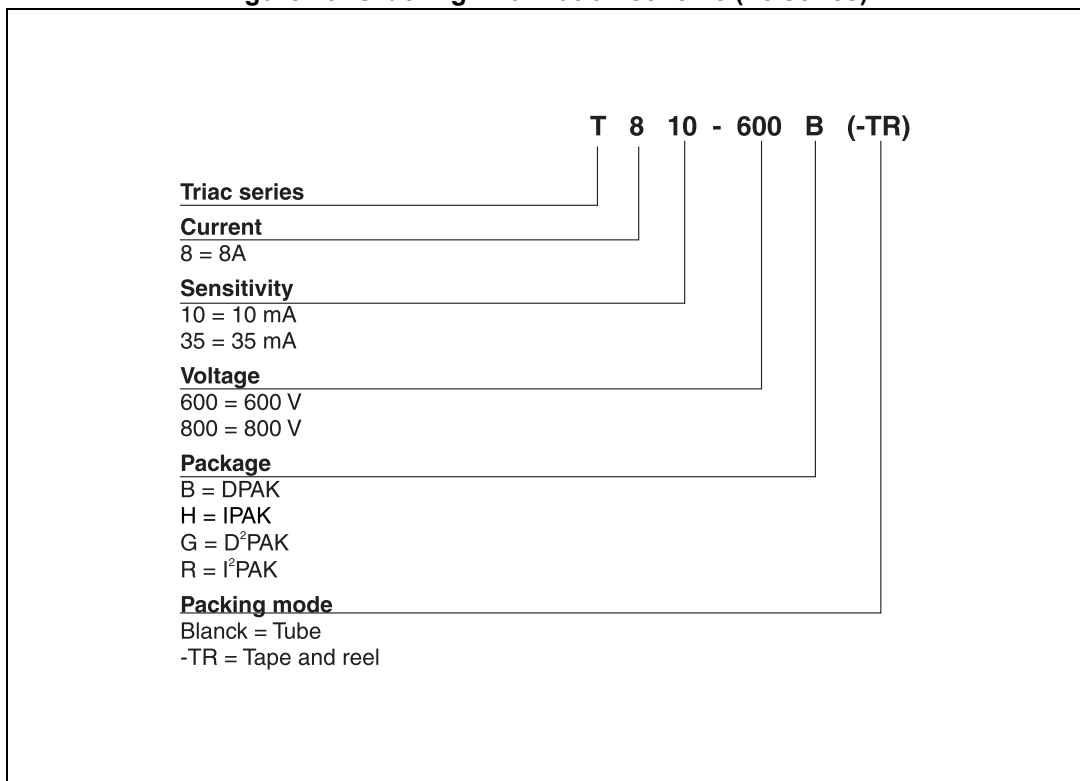 T 8 10 - 600 B (-TR)
Triac series
Current
8 = 8A
Sensitivity
10 = 10 mA
35 = 35 mA
Voltage
600 = 600 V
800 = 800 V
Package
B = DPAK
H = IPAK
G = D²PAK
R = I²PAK
Packing mode
Blanck = Tube
-TR = Tape and reel